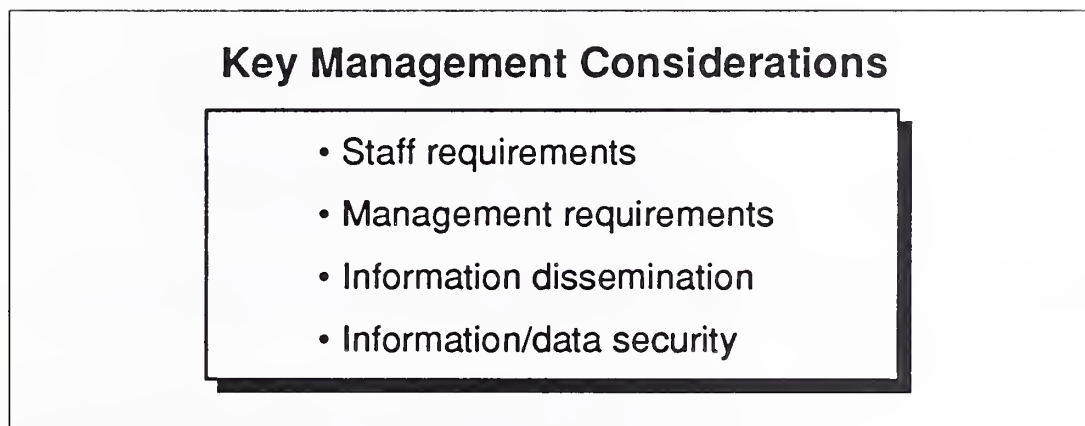 Key Management Considerations
• Staff requirements
• Management requirements
• Information dissemination
• Information/data security